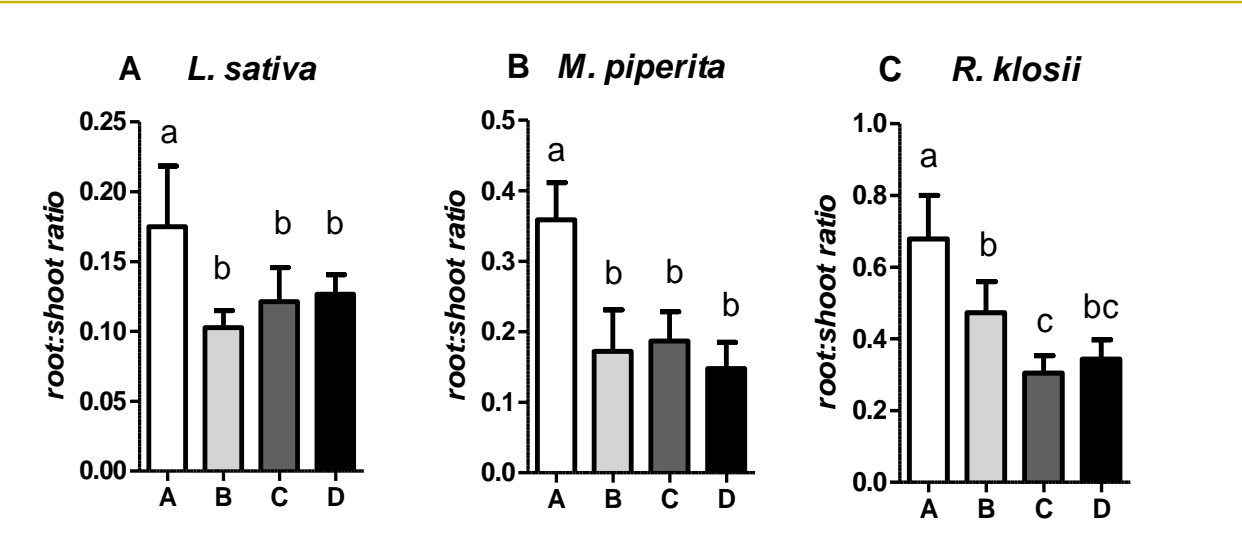 A L. sativa
root:shoot ratio
0.25
0.20
0.15
0.10
0.05
0.00
a
b
b
b
A B C D
B M. piperita
root:shoot ratio
0.5
0.4
0.3
0.2
0.1
0.0
a
b
b
b
A B C D
C R. klosii
root:shoot ratio
1.0
0.8
0.6
0.4
0.2
0.0
a
b
c
bc
A B C D